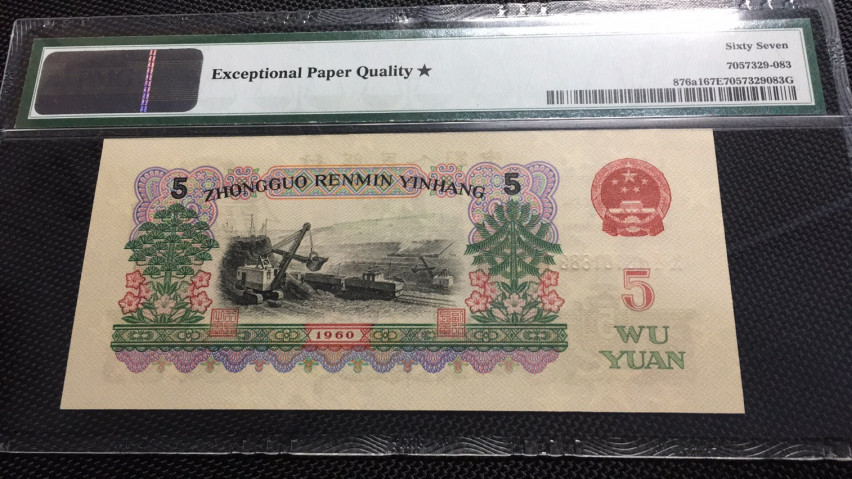 Sixty Seven
Exceptional Paper Quality ★
7057329-083
876a167E7057329083G
5 ZHONGGUO RENMIN YINHANG 5
5
1960
WU
YUAN